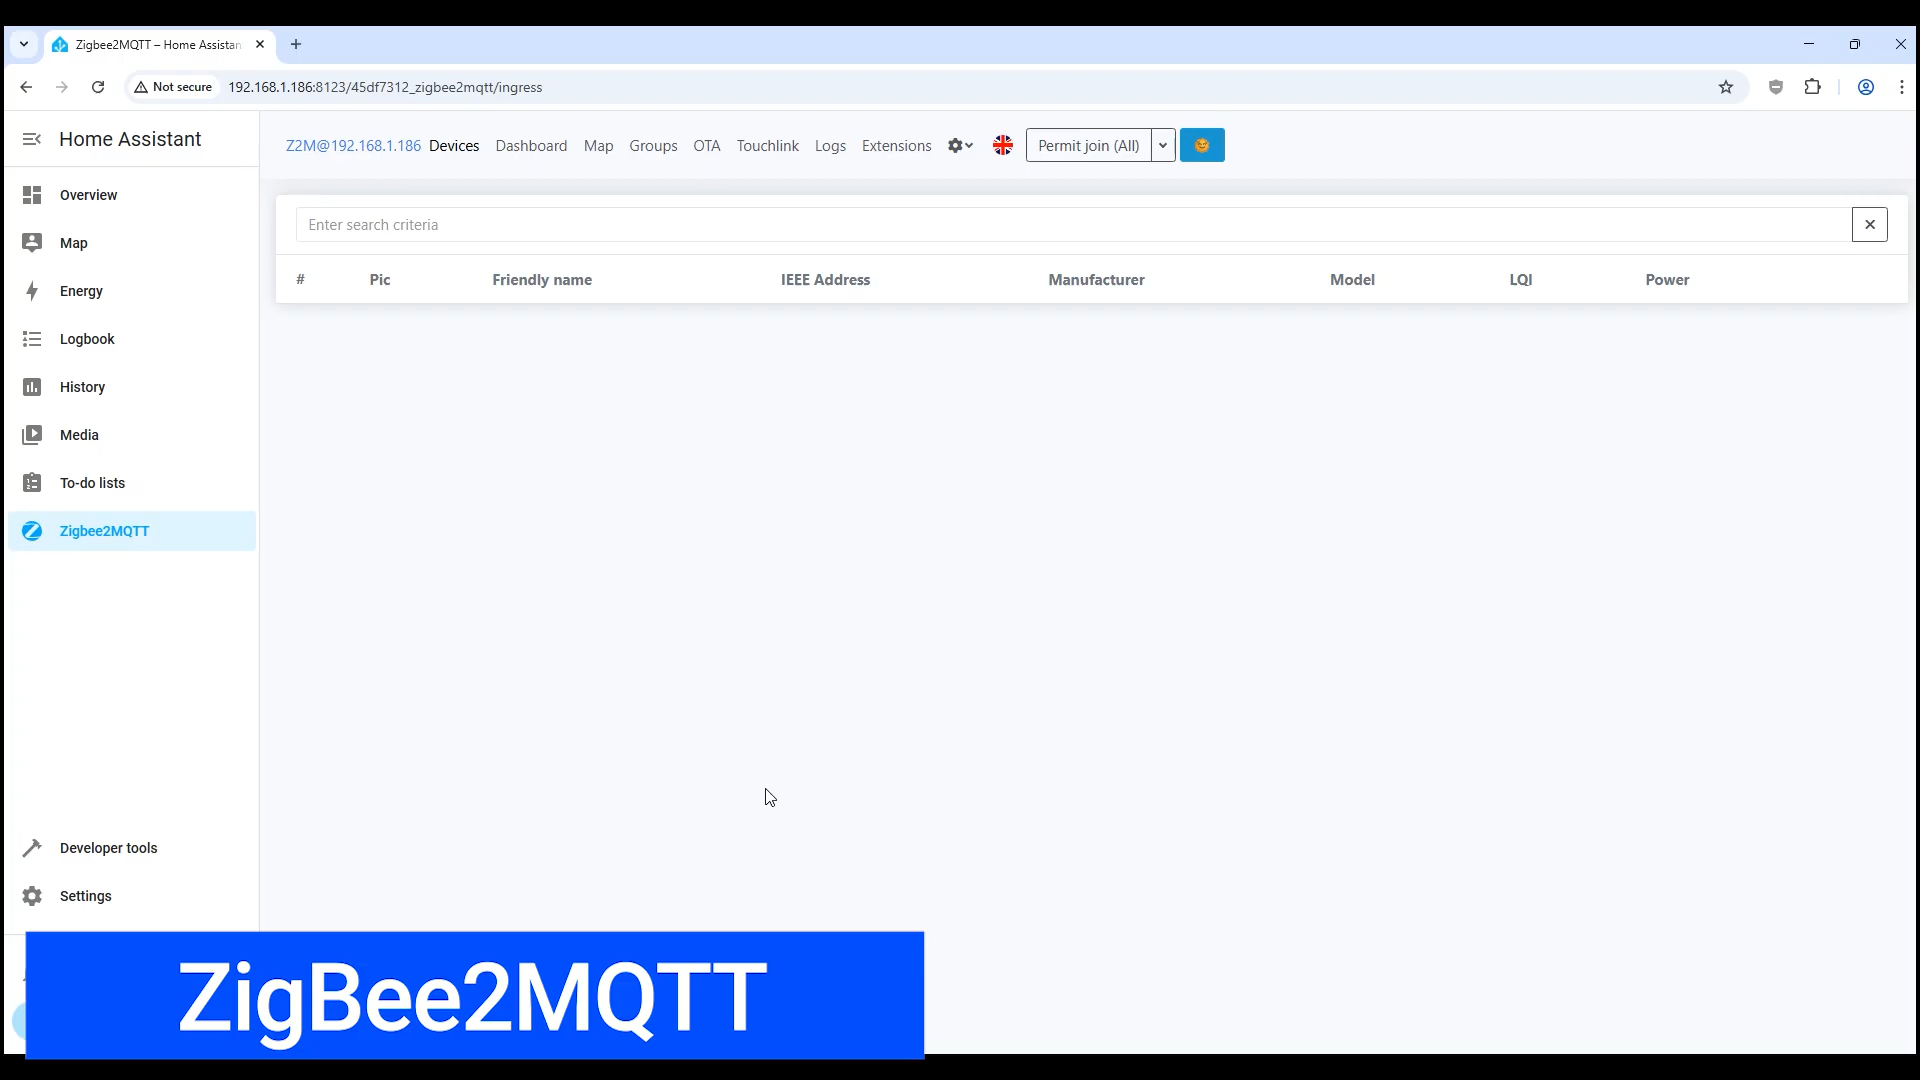 Zigbee2MQTT – Home Assistan
Not secure
192.168.1.186:8123/45df7312_zigbee2mqtt/ingress
Home Assistant
Z2M@192.168.1.186 Devices Dashboard Map Groups OTA Touchlink Logs Extensions Permit join (All)
Overview
Map
Energy
Logbook
History
Media
To-do lists
Zigbee2MQTT
Developer tools
Settings
Enter search criteria
# Pic Friendly name IEEE Address Manufacturer Model LQI Power
ZigBee2MQTT